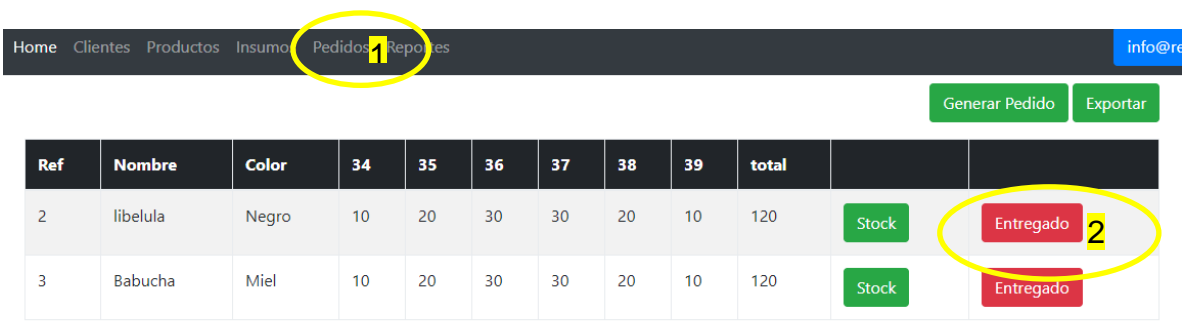 Home Clientes Productos Insumos Pedidos 1 Reportes info@re
Generar Pedido Exportar
Ref Nombre Color 34 35 36 37 38 39 total
2 libelula Negro 10 20 30 30 20 10 120 Stock Entregado 2
3 Babucha Miel 10 20 30 30 20 10 120 Stock Entregado